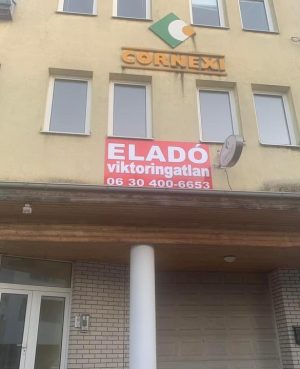 CORNEXI
ELADÓ
viktoringatlan
06 30 400-6653